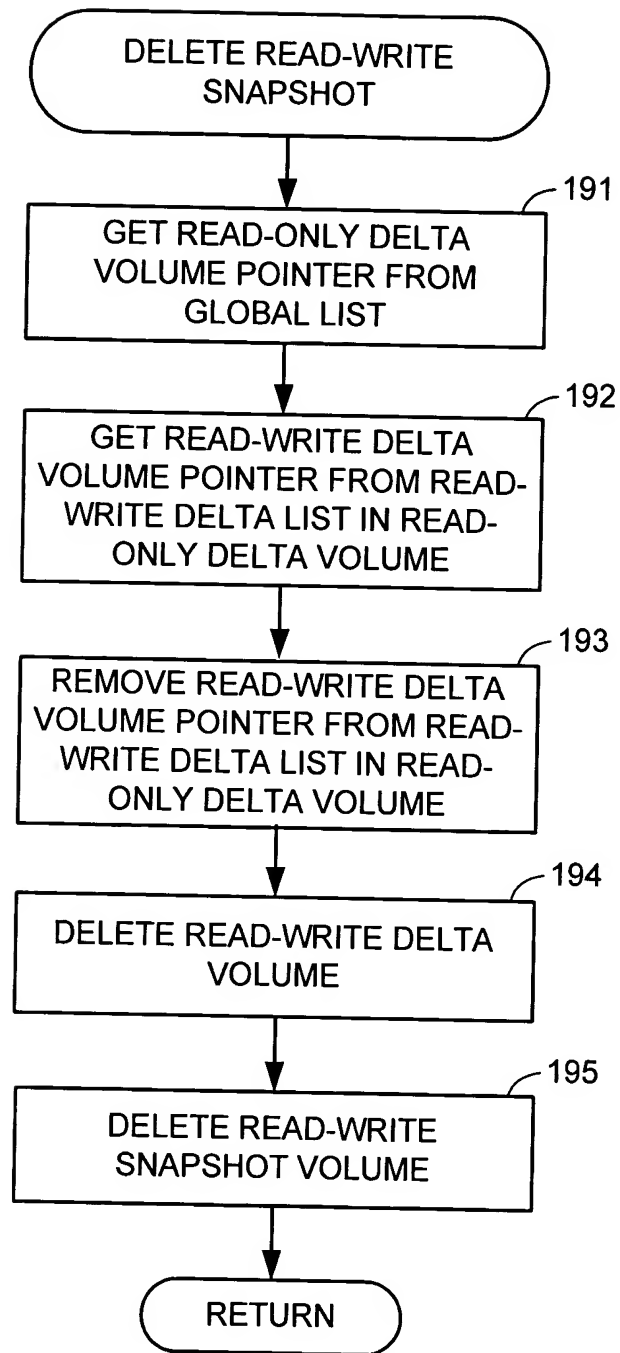 DELETE READ-WRITE
SNAPSHOT
191
GET READ-ONLY DELTA
VOLUME POINTER FROM
GLOBAL LIST
192
GET READ-WRITE DELTA
VOLUME POINTER FROM READ-
WRITE DELTA LIST IN READ-
ONLY DELTA VOLUME
193
REMOVE READ-WRITE DELTA
VOLUME POINTER FROM READ-
WRITE DELTA LIST IN READ-
ONLY DELTA VOLUME
194
DELETE READ-WRITE DELTA
VOLUME
195
DELETE READ-WRITE
SNAPSHOT VOLUME
RETURN